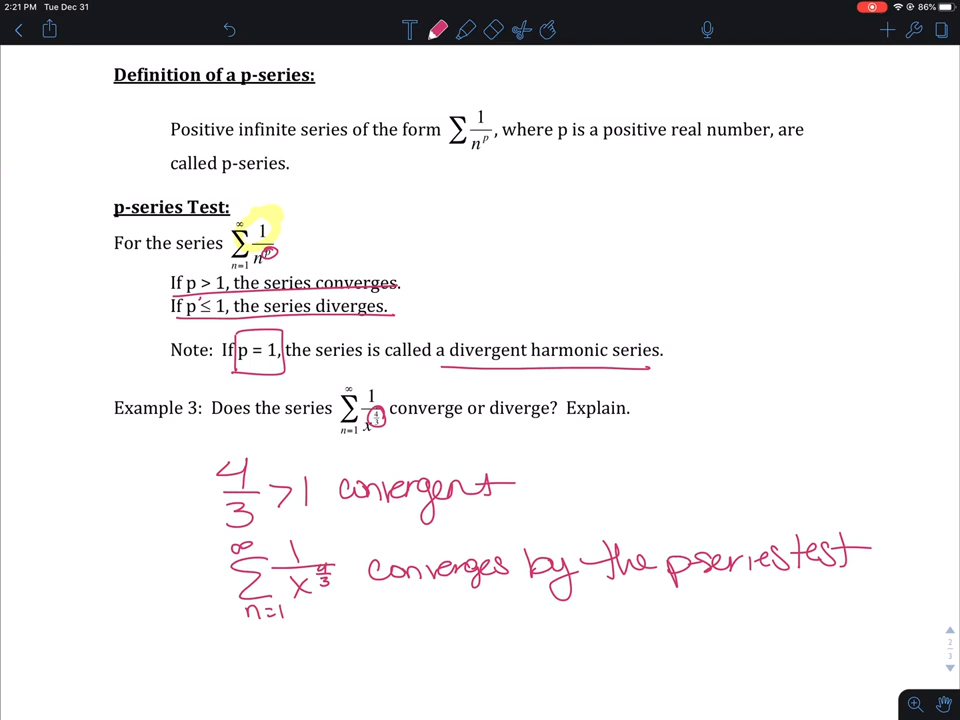 2:21 PM Tue Dec 31
86%
T
Definition of a p-series:
Positive infinite series of the form ∑ 1/n^p, where p is a positive real number, are
called p-series.
p-series Test:
For the series ∑_{n=1}^{∞} 1/n^p
If p > 1, the series converges.
If p ≤ 1, the series diverges.
Note: If p = 1, the series is called a divergent harmonic series.
Example 3: Does the series ∑_{n=1}^{∞} 1/x^{4/3} converge or diverge? Explain.
4/3 > 1 convergent
∑_{n=1}^{∞} 1/x^{4/3} converges by the p-series test
2/3